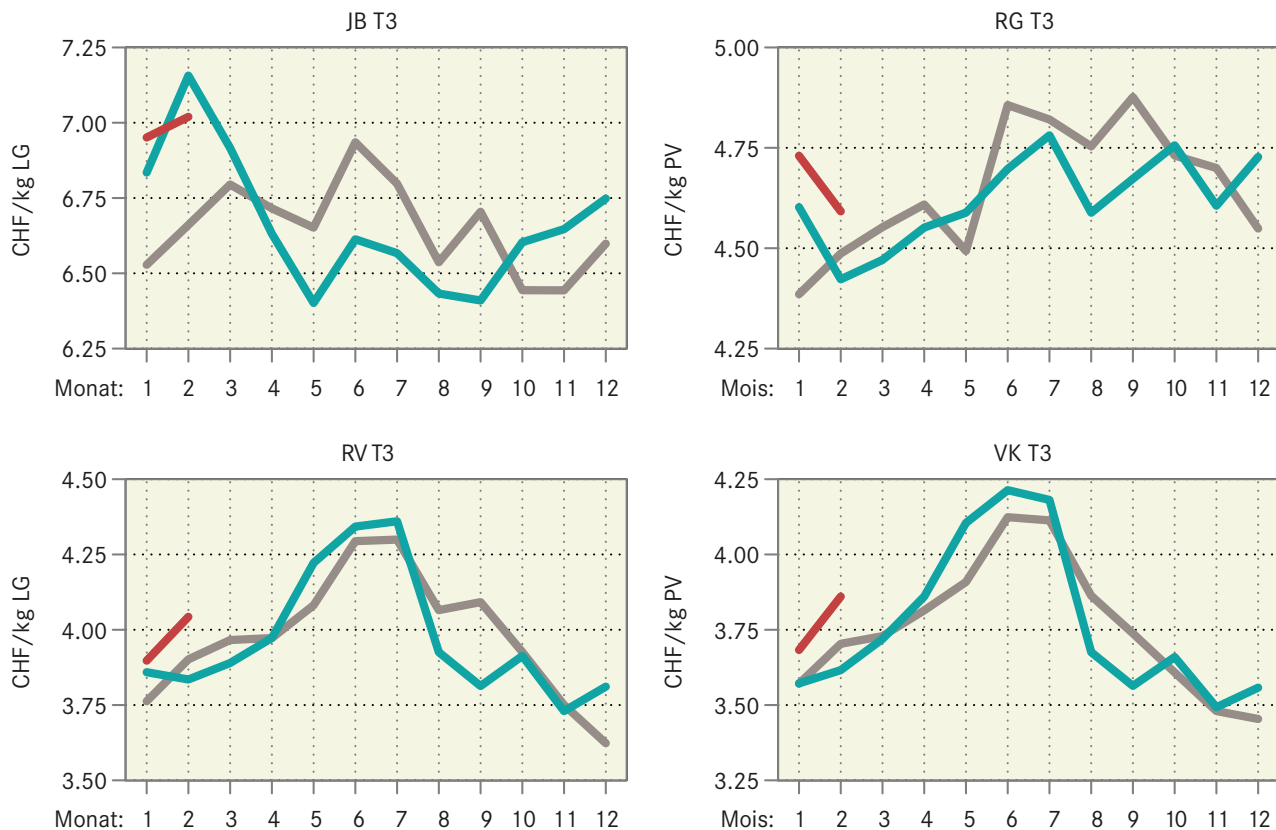 JB T3
7.25
7.00
6.75
6.50
6.25
CHF/kg LG
Monat: 1 2 3 4 5 6 7 8 9 10 11 12
RG T3
5.00
4.75
4.50
4.25
CHF/kg PV
Mois: 1 2 3 4 5 6 7 8 9 10 11 12
RV T3
4.50
4.25
4.00
3.75
3.50
CHF/kg LG
Monat: 1 2 3 4 5 6 7 8 9 10 11 12
VK T3
4.25
4.00
3.75
3.50
3.25
CHF/kg PV
Mois: 1 2 3 4 5 6 7 8 9 10 11 12